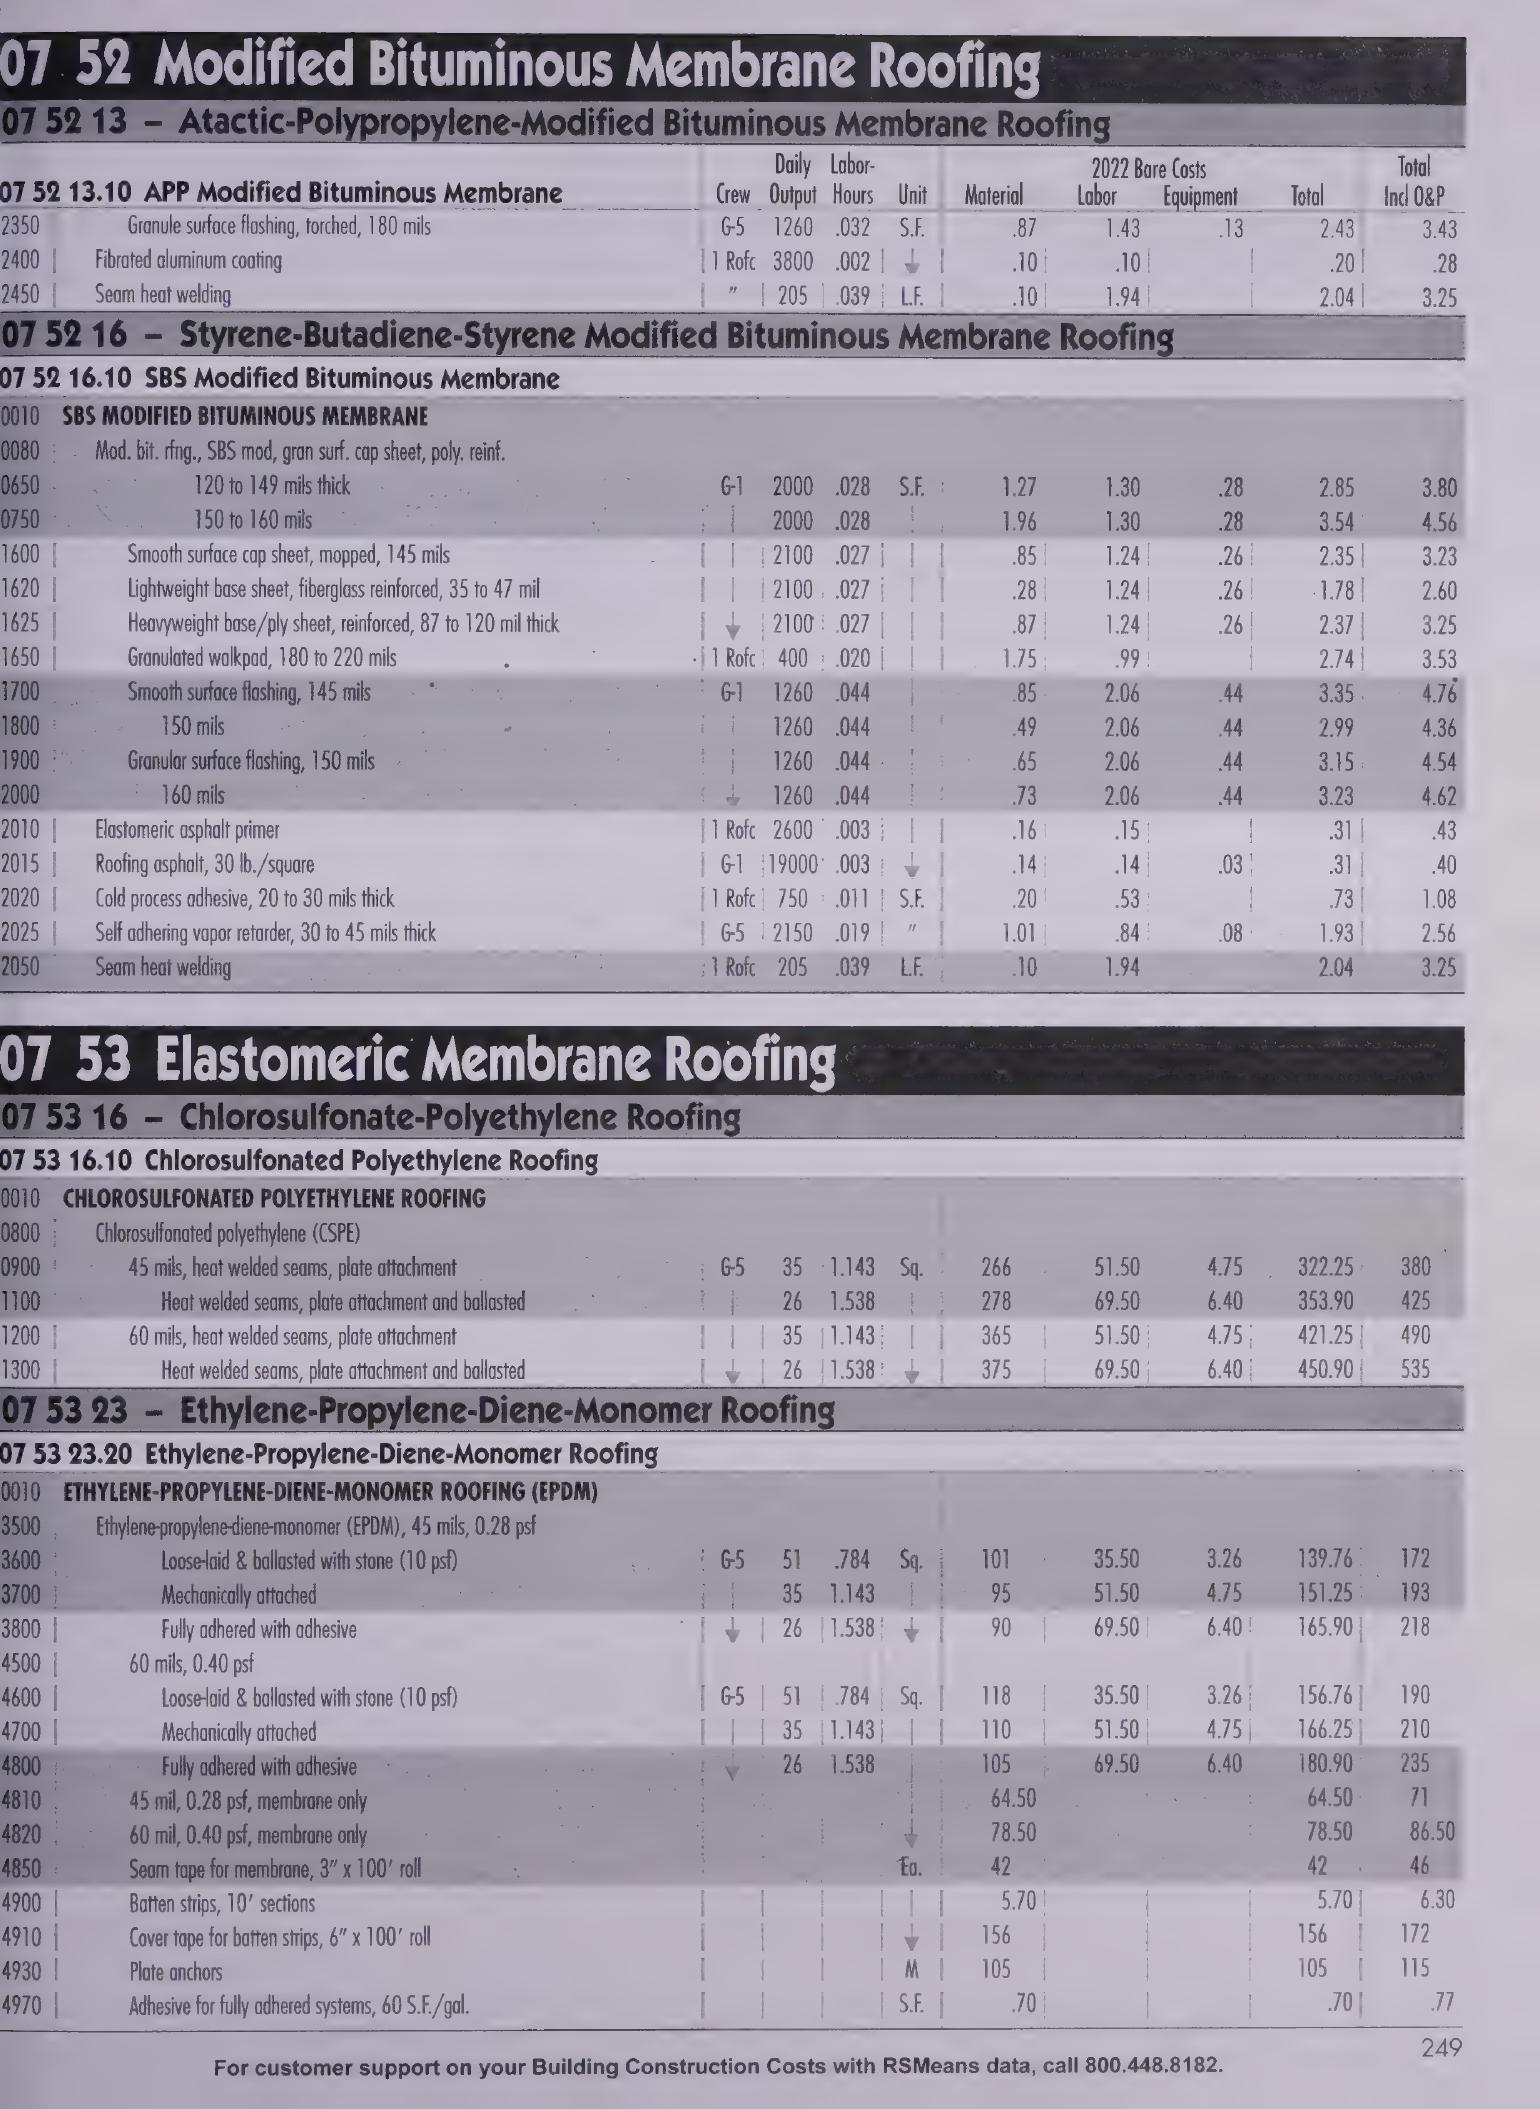 07 52 Modified Bituminous Membrane Roofing
07 52 13 – Atactic-Polypropylene-Modified Bituminous Membrane Roofing
Daily Labor- 2022 Bare Costs Total
07 52 13.10 APP Modified Bituminous Membrane Crew Output Hours Unit Material Labor Equipment Total Incl O&P
2350 Granule surface flashing, torched, 180 mils G-5 1260 .032 S.F. .87 1.43 .13 2.43 3.43
2400 Fibrated aluminum coating 1 Rofc 3800 .002 ↓ .10 .10 .20 .28
2450 Seam heat welding " 205 .039 L.F. .10 1.94 2.04 3.25
07 52 16 – Styrene-Butadiene-Styrene Modified Bituminous Membrane Roofing
07 52 16.10 SBS Modified Bituminous Membrane
0010 SBS MODIFIED BITUMINOUS MEMBRANE
0080 Mod. bit. rfng., SBS mod, gran surf. cap sheet, poly. reinf.
0650 120 to 149 mils thick G-1 2000 .028 S.F. 1.27 1.30 .28 2.85 3.80
0750 150 to 160 mils 2000 .028 1.96 1.30 .28 3.54 4.56
1600 Smooth surface cap sheet, mopped, 145 mils 2100 .027 .85 1.24 .26 2.35 3.23
1620 Lightweight base sheet, fiberglass reinforced, 35 to 47 mil 2100 .027 .28 1.24 .26 1.78 2.60
1625 Heavyweight base/ply sheet, reinforced, 87 to 120 mil thick ↓ 2100 .027 .87 1.24 .26 2.37 3.25
1650 Granulated walkpad, 180 to 220 mils 1 Rofc 400 .020 1.75 .99 2.74 3.53
1700 Smooth surface flashing, 145 mils G-1 1260 .044 .85 2.06 .44 3.35 4.76
1800 150 mils 1260 .044 .49 2.06 .44 2.99 4.36
1900 Granular surface flashing, 150 mils 1260 .044 .65 2.06 .44 3.15 4.54
2000 160 mils ↓ 1260 .044 .73 2.06 .44 3.23 4.62
2010 Elastomeric asphalt primer 1 Rofc 2600 .003 .16 .15 .31 .43
2015 Roofing asphalt, 30 lb./square G-1 19000 .003 ↓ .14 .14 .03 .31 .40
2020 Cold process adhesive, 20 to 30 mils thick 1 Rofc 750 .011 S.F. .20 .53 .73 1.08
2025 Self adhering vapor retarder, 30 to 45 mils thick G-5 2150 .019 " 1.01 .84 .08 1.93 2.56
2050 Seam heat welding 1 Rofc 205 .039 L.F. .10 1.94 2.04 3.25
07 53 Elastomeric Membrane Roofing
07 53 16 – Chlorosulfonate-Polyethylene Roofing
07 53 16.10 Chlorosulfonated Polyethylene Roofing
0010 CHLOROSULFONATED POLYETHYLENE ROOFING
0800 Chlorosulfonated polyethylene (CSPE)
0900 45 mils, heat welded seams, plate attachment G-5 35 1.143 Sq. 266 51.50 4.75 322.25 380
1100 Heat welded seams, plate attachment and ballasted 26 1.538 278 69.50 6.40 353.90 425
1200 60 mils, heat welded seams, plate attachment 35 1.143 365 51.50 4.75 421.25 490
1300 Heat welded seams, plate attachment and ballasted ↓ 26 1.538 ↓ 375 69.50 6.40 450.90 535
07 53 23 – Ethylene-Propylene-Diene-Monomer Roofing
07 53 23.20 Ethylene-Propylene-Diene-Monomer Roofing
0010 ETHYLENE-PROPYLENE-DIENE-MONOMER ROOFING (EPDM)
3500 Ethylene-propylene-diene-monomer (EPDM), 45 mils, 0.28 psf
3600 Loose-laid & ballasted with stone (10 psf) G-5 51 .784 Sq. 101 35.50 3.26 139.76 172
3700 Mechanically attached 35 1.143 95 51.50 4.75 151.25 193
3800 Fully adhered with adhesive ↓ 26 1.538 ↓ 90 69.50 6.40 165.90 218
4500 60 mils, 0.40 psf
4600 Loose-laid & ballasted with stone (10 psf) G-5 51 .784 Sq. 118 35.50 3.26 156.76 190
4700 Mechanically attached 35 1.143 110 51.50 4.75 166.25 210
4800 Fully adhered with adhesive ↓ 26 1.538 105 69.50 6.40 180.90 235
4810 45 mil, 0.28 psf, membrane only 64.50 64.50 71
4820 60 mil, 0.40 psf, membrane only ↓ 78.50 78.50 86.50
4850 Seam tape for membrane, 3" x 100' roll Ea. 42 42 46
4900 Batten strips, 10' sections 5.70 5.70 6.30
4910 Cover tape for batten strips, 6" x 100' roll ↓ 156 156 172
4930 Plate anchors M 105 105 115
4970 Adhesive for fully adhered systems, 60 S.F./gal. S.F. .70 .70 .77
249
For customer support on your Building Construction Costs with RSMeans data, call 800.448.8182.